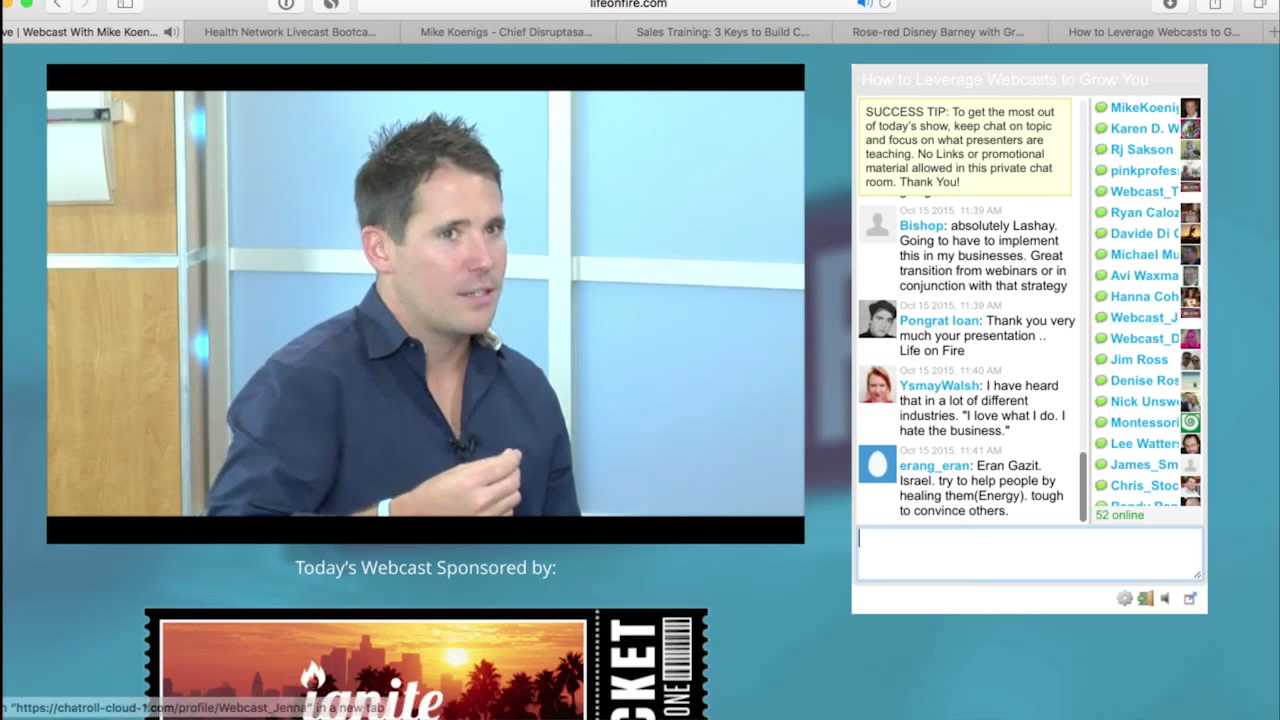 lifeonfire.com
ve | Webcast With Mike Koen...
Health Network Livecast Bootca...
Mike Koenigs - Chief Disruptasa...
Sales Training: 3 Keys to Build C...
Rose-red Disney Barney with Gr...
How to Leverage Webcasts to G...
How to Leverage Webcasts to Grow You
SUCCESS TIP: To get the most out
of today's show, keep chat on topic
and focus on what presenters are
teaching. No Links or promotional
material allowed in this private chat
room. Thank You!
Oct 15 2015, 11:39 AM
Bishop: absolutely Lashay.
Going to have to implement
this in my businesses. Great
transition from webinars or in
conjunction with that strategy
Oct 15 2015, 11:39 AM
Pongrat Ioan: Thank you very
much your presentation ..
Life on Fire
Oct 15 2015, 11:40 AM
YsmayWalsh: I have heard
that in a lot of different
industries. "I love what I do. I
hate the business."
Oct 15 2015, 11:41 AM
erang_eran: Eran Gazit.
Israel. try to help people by
healing them(Energy). tough
to convince others.
MikeKoenig
Karen D. W
Rj Sakson
pinkprofes
Webcast_T
Ryan Caloz
Davide Di C
Michael Mu
Avi Waxma
Hanna Coh
Webcast_J
Webcast_D
Jim Ross
Denise Ros
Nick Unsw
Montessori
Lee Watters
James_Sm
Chris_Stoc
52 online
Today's Webcast Sponsored by:
ignite
CKET
ONE
n "https://chatroll-cloud-1.com/profile/Webcast_Jenna" in a new tab